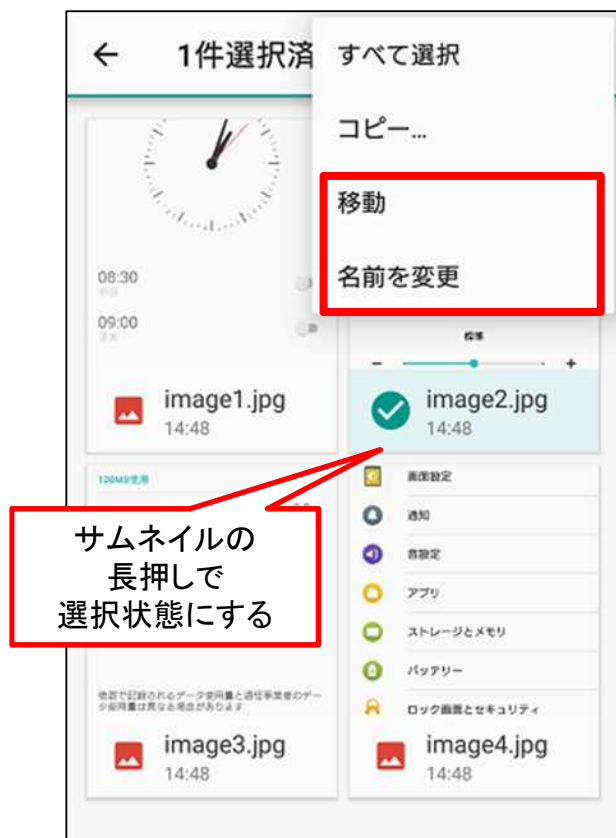 1件選択済
すべて選択
コピー...
移動
名前を変更
08:30
09:00
標準
image1.jpg
14:48
image2.jpg
14:48
サムネイルの
長押しで
選択状態にする
120MB使用
画面設定
通知
音設定
アプリ
ストレージとメモリ
バッテリー
ロック画面とセキュリティ
image3.jpg
14:48
image4.jpg
14:48